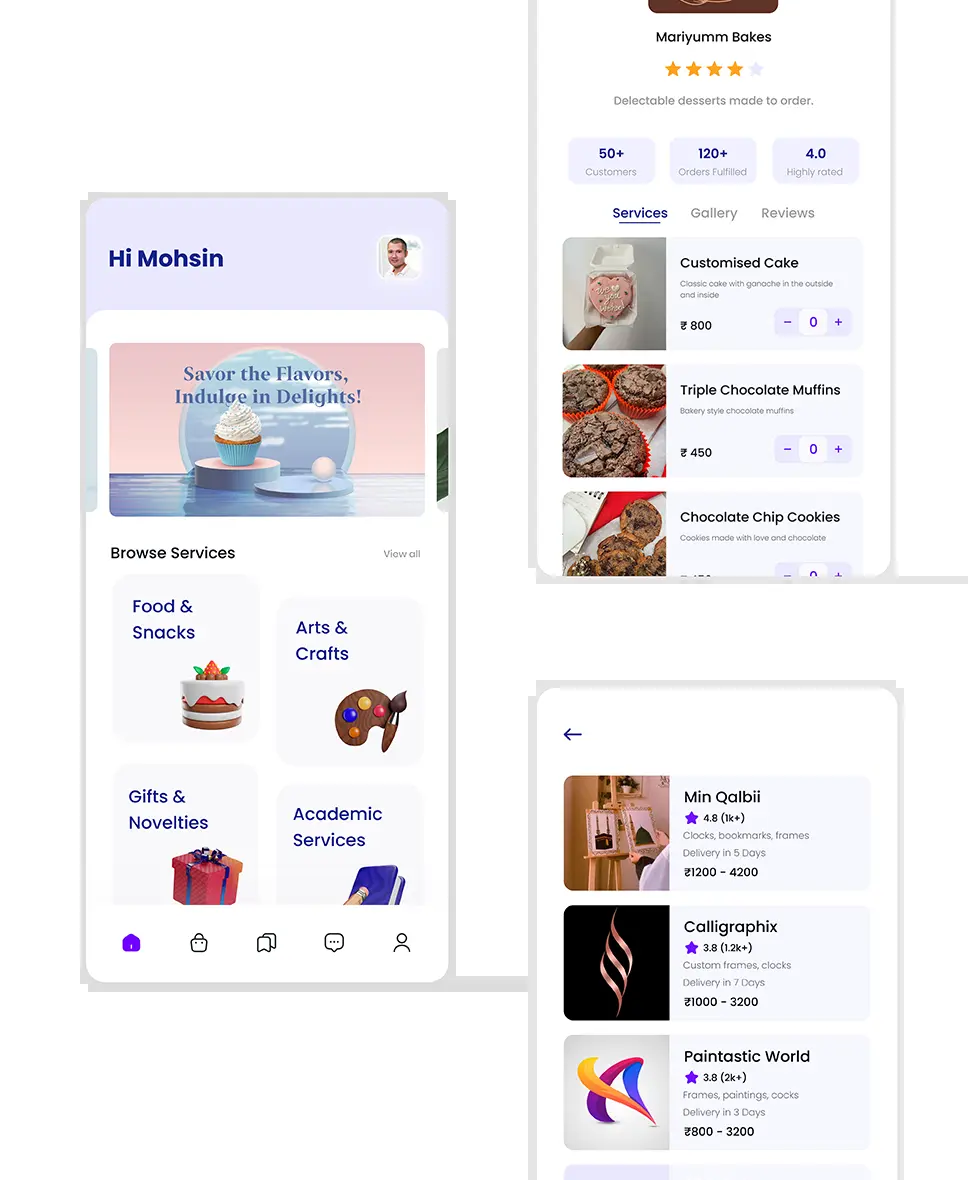 Mariyumm Bakes
Delectable desserts made to order.
50+
Customers
120+
Orders Fulfilled
4.0
Highly rated
Services
Gallery
Reviews
Customised Cake
Classic cake with ganache in the outside
and inside
₹ 800
− 0 +
Triple Chocolate Muffins
Bakery style chocolate muffins
₹ 450
− 0 +
Chocolate Chip Cookies
Cookies made with love and chocolate
Hi Mohsin
Savor the Flavors,
Indulge in Delights!
Browse Services
View all
Food &
Snacks
Arts &
Crafts
Gifts &
Novelties
Academic
Services
Min Qalbii
4.8 (1k+)
Clocks, bookmarks, frames
Delivery in 5 Days
₹1200 - 4200
Calligraphix
3.8 (1.2k+)
Custom frames, clocks
Delivery in 7 Days
₹1000 - 3200
Paintastic World
3.8 (2k+)
Frames, paintings, cocks
Delivery in 3 Days
₹800 - 3200